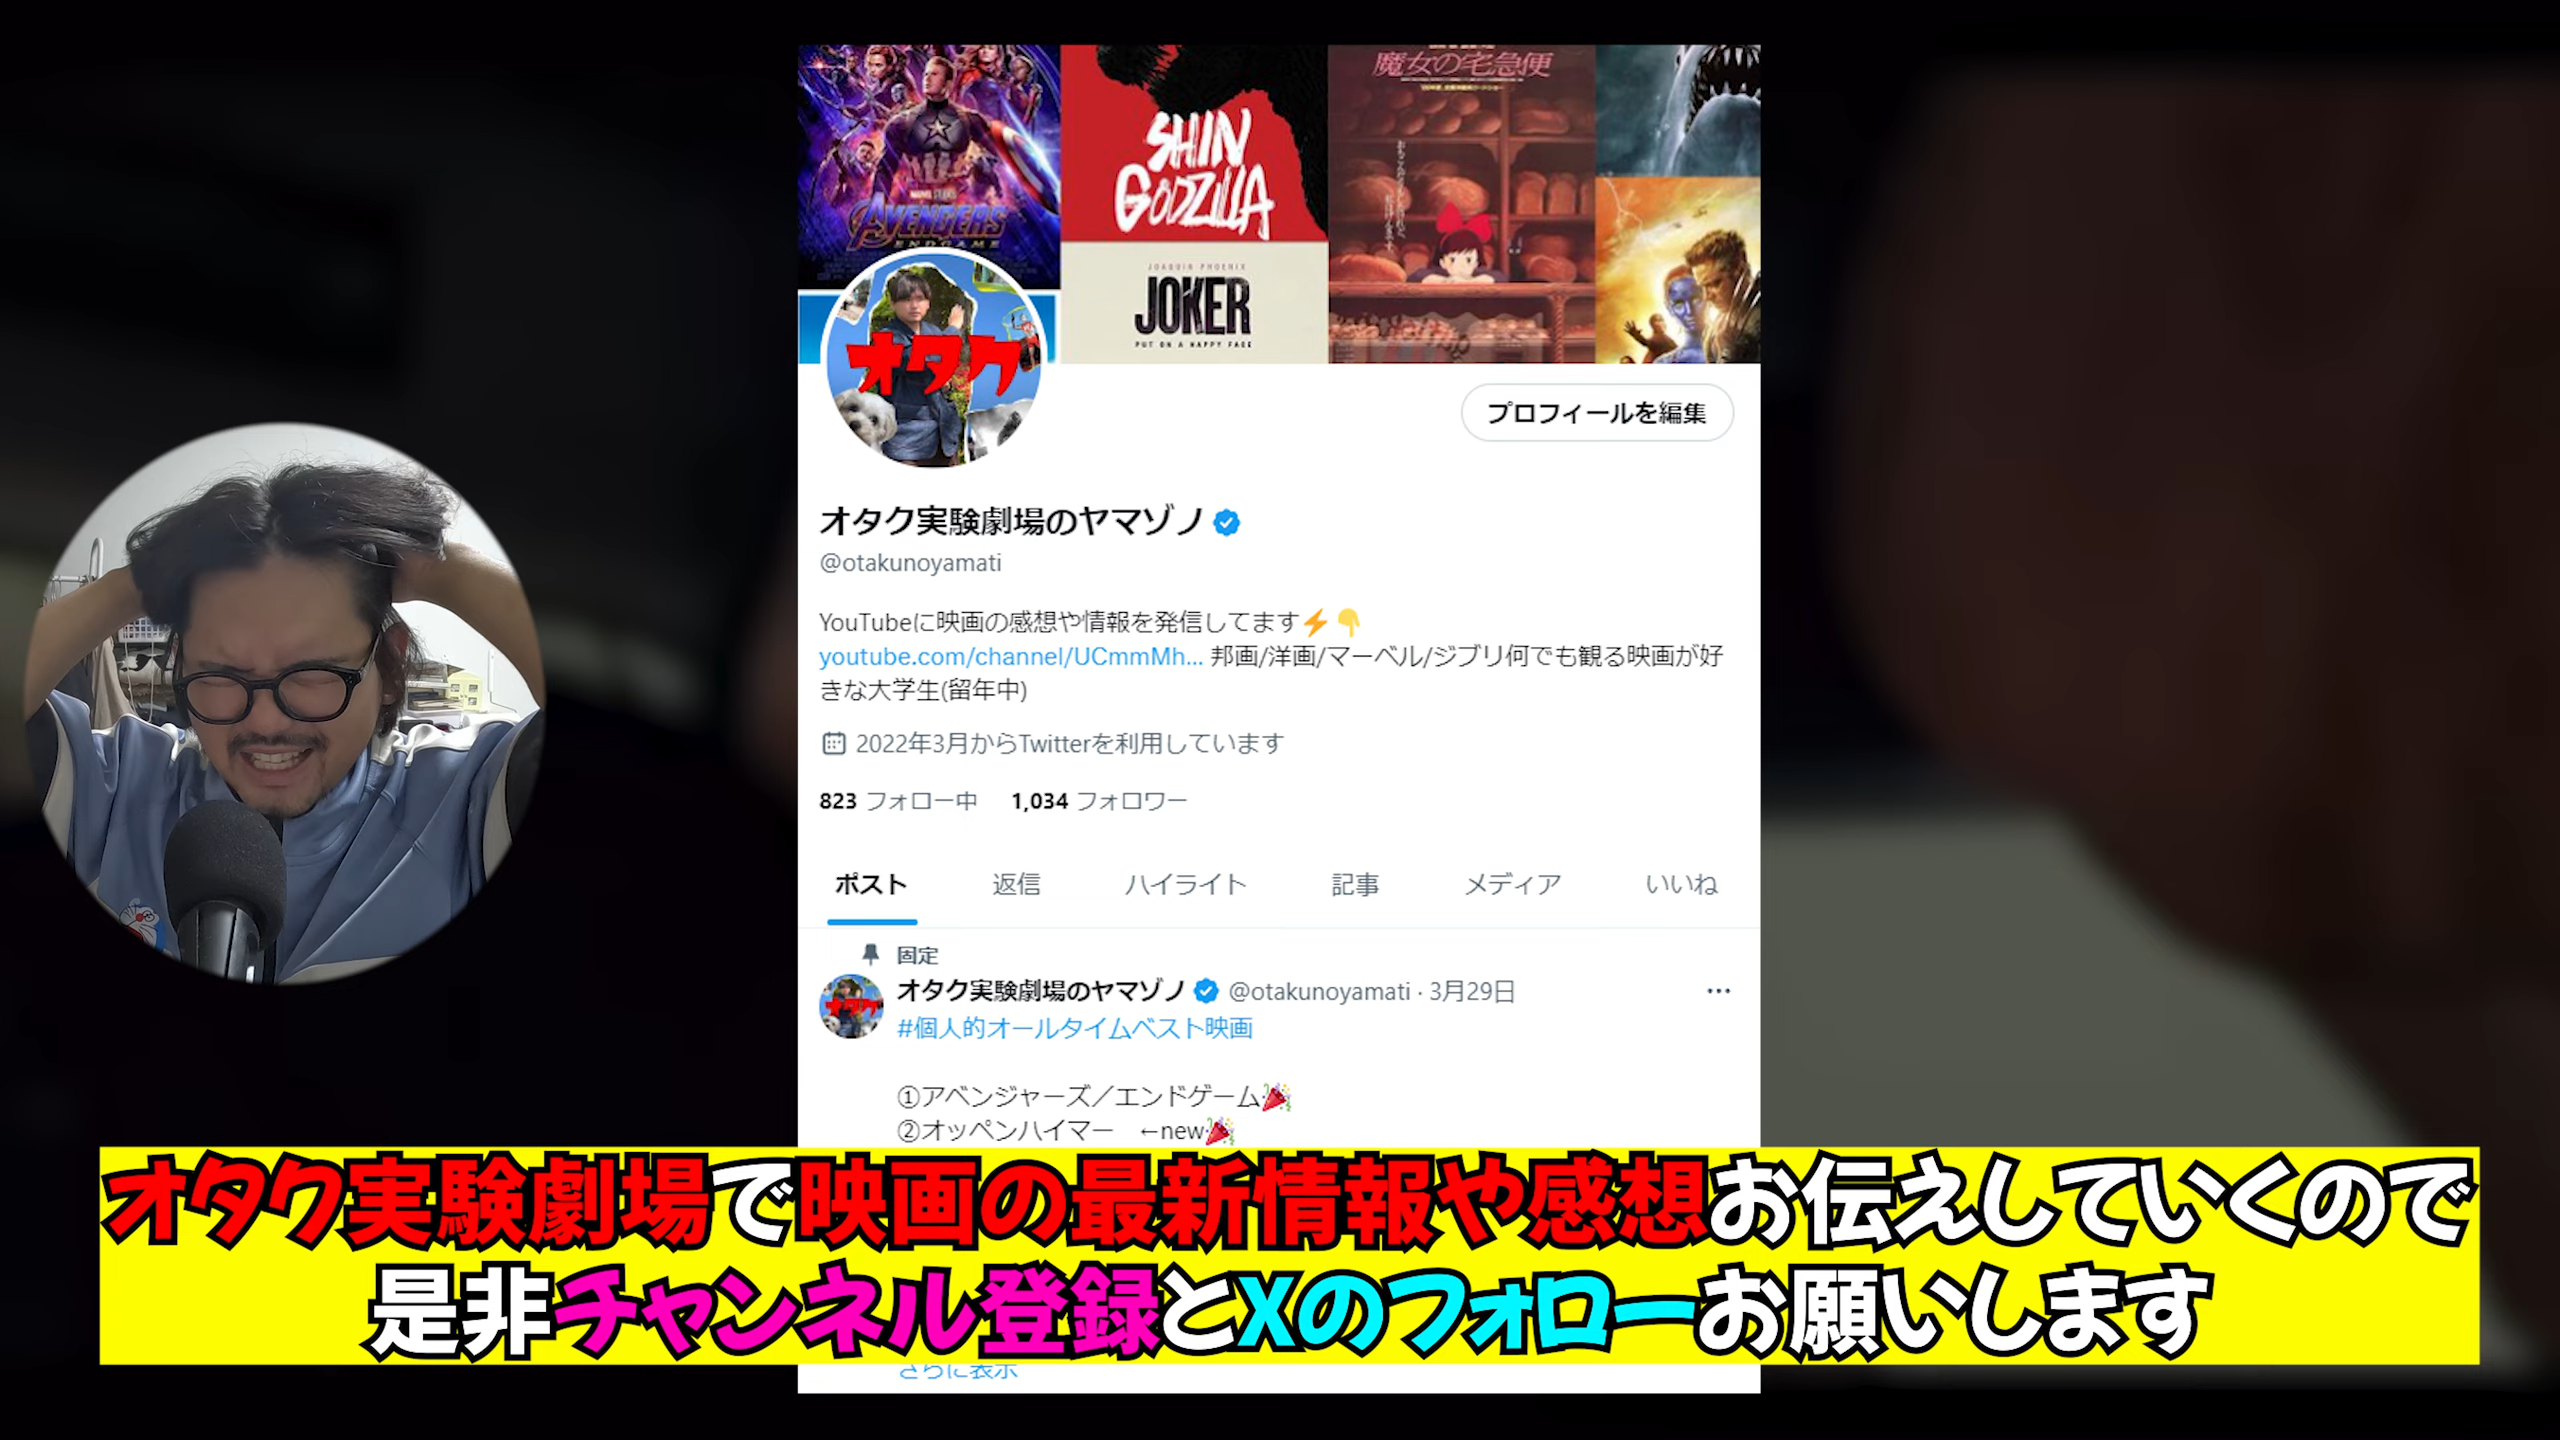 魔女の宅急便
SHIN
GODZILLA
MARVEL STUDIOS
AVENGERS
ENDGAME
JOAQUIN PHOENIX
JOKER
PUT ON A HAPPY FACE
オタク
プロフィールを編集
オタク実験劇場のヤマゾノ
@otakunoyamati
YouTubeに映画の感想や情報を発信してます⚡👇
youtube.com/channel/UCmmMh… 邦画/洋画/マーベル/ジブリ何でも観る映画が好
きな大学生(留年中)
2022年3月からTwitterを利用しています
823 フォロー中 1,034 フォロワー
ポスト 返信 ハイライト 記事 メディア いいね
固定
オタク実験劇場のヤマゾノ @otakunoyamati · 3月29日
#個人的オールタイムベスト映画
①アベンジャーズ／エンドゲーム🎉
②オッペンハイマー ←new🎉
オタク実験劇場で映画の最新情報や感想お伝えしていくので
是非チャンネル登録とXのフォローお願いします
さらに表示